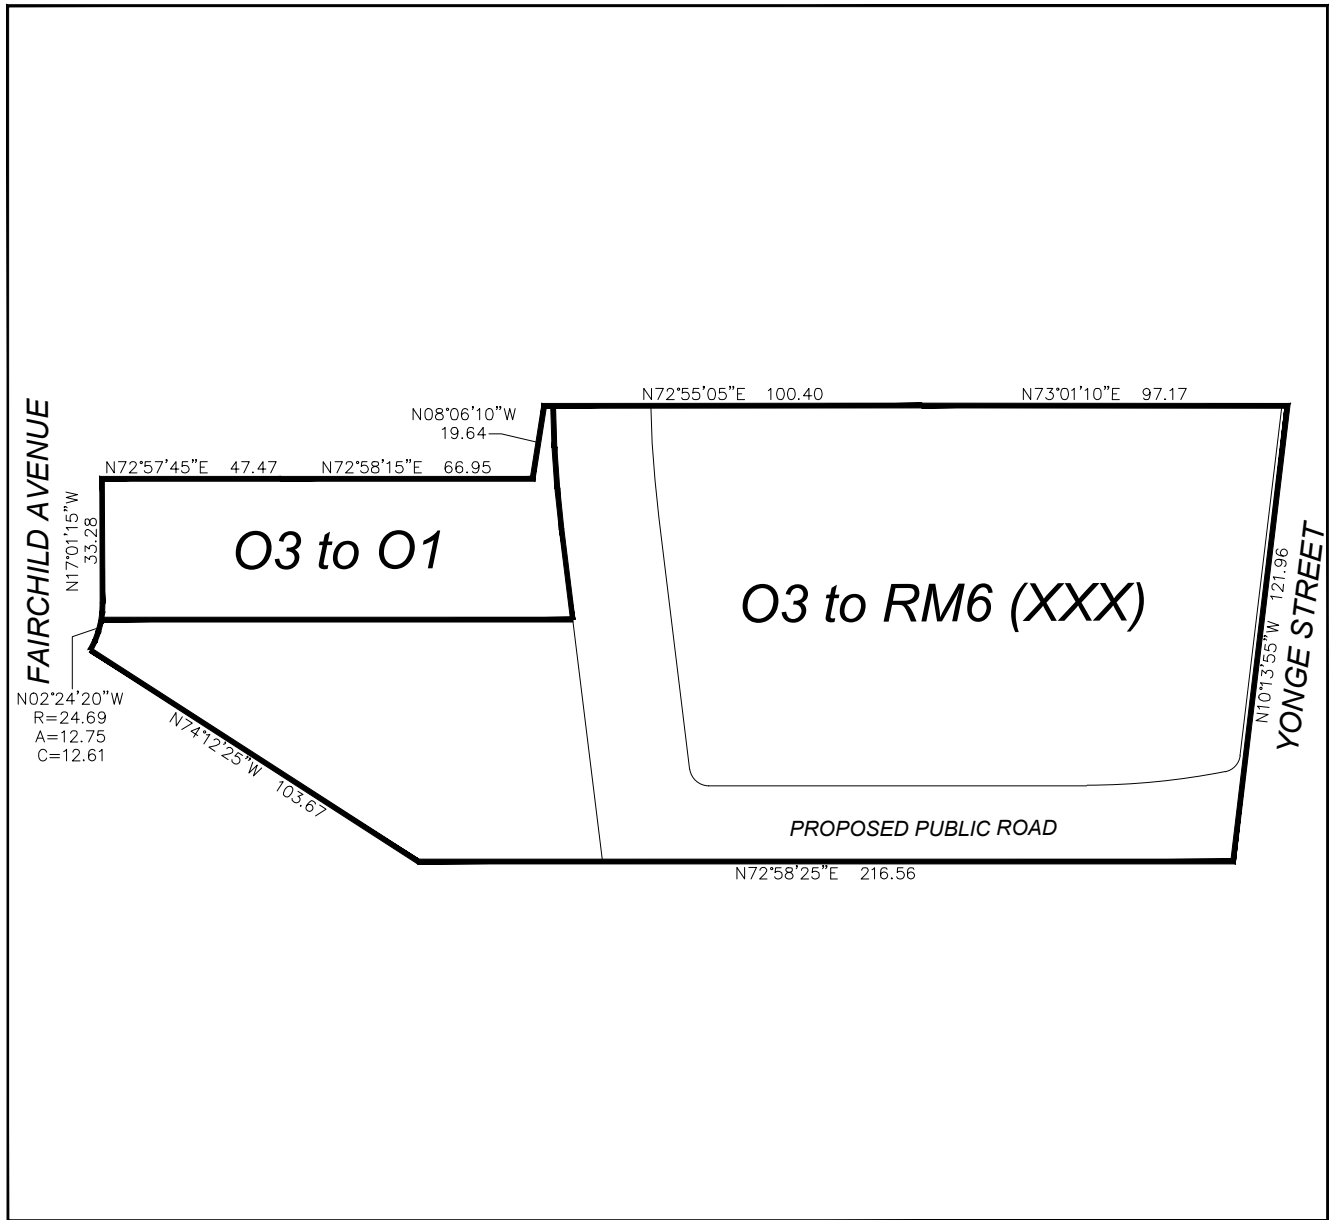 N72°55'05"E 100.40
N73°01'10"E 97.17
N08°06'10"W
19.64
N72°57'45"E 47.47
N72°58'15"E 66.95
FAIRCHILD AVENUE
N17°01'15"W
33.28
O3 to O1
O3 to RM6 (XXX)
N10°13'55"W 121.96
YONGE STREET
N02°24'20"W
R=24.69
A=12.75
C=12.61
N74°12'25"W 103.67
PROPOSED PUBLIC ROAD
N72°58'25"E 216.56